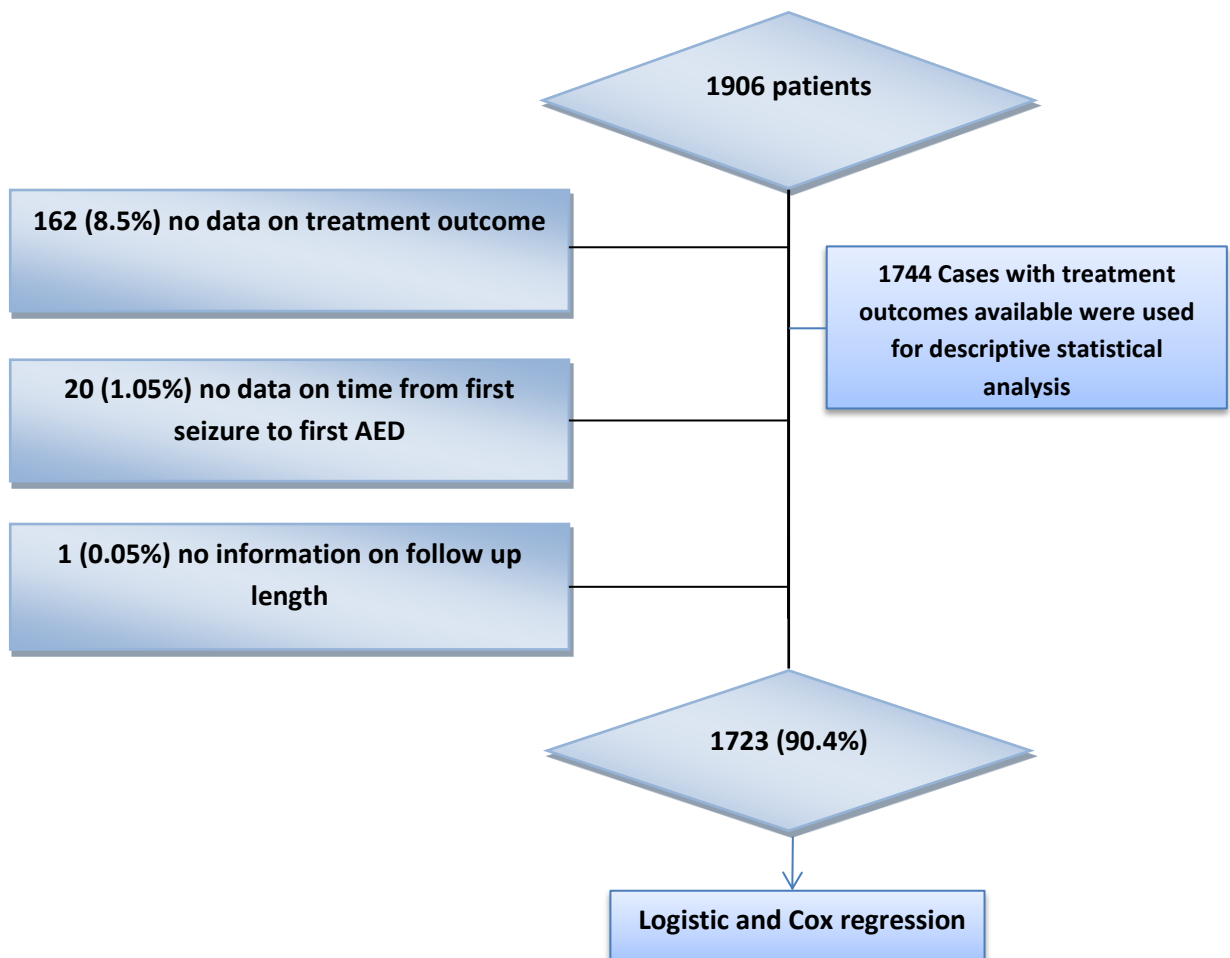 1906 patients
162 (8.5%) no data on treatment outcome
1744 Cases with treatment
outcomes available were used
for descriptive statistical
analysis
20 (1.05%) no data on time from first
seizure to first AED
1 (0.05%) no information on follow up
length
1723 (90.4%)
Logistic and Cox regression